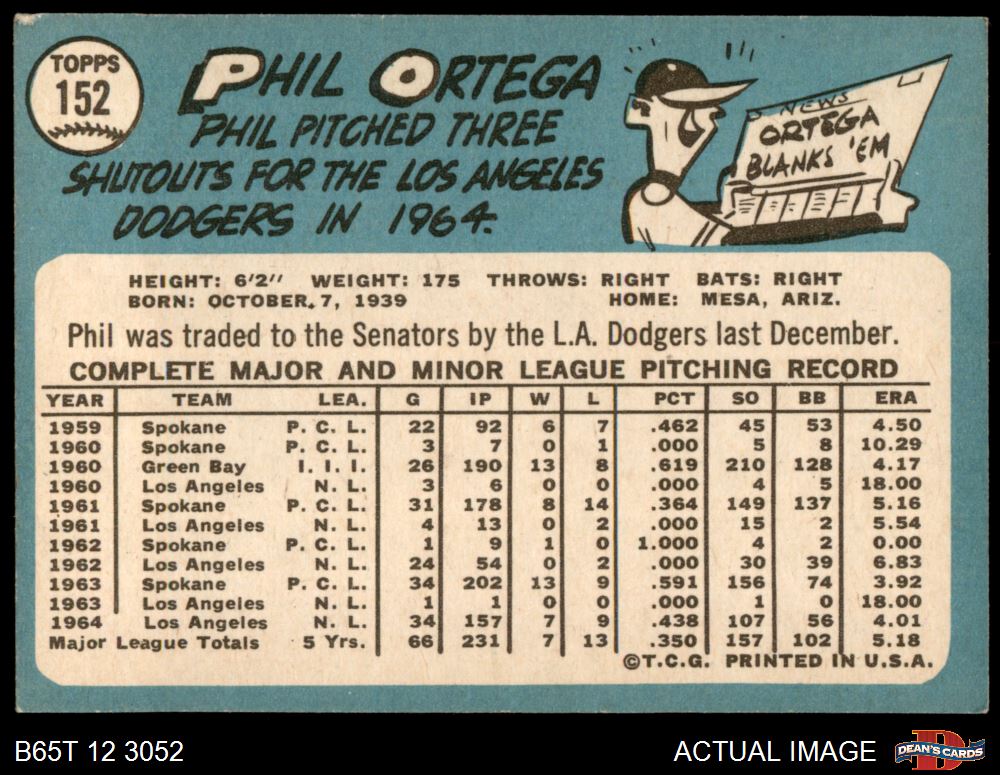 TOPPS
152
PHIL ORTEGA
PHIL PITCHED THREE
SHUTOUTS FOR THE LOS ANGELES
DODGERS IN 1964.
NEWS
ORTEGA
BLANKS 'EM
HEIGHT: 6'2" WEIGHT: 175 THROWS: RIGHT BATS: RIGHT
BORN: OCTOBER 7, 1939 HOME: MESA, ARIZ.
Phil was traded to the Senators by the L.A. Dodgers last December.
COMPLETE MAJOR AND MINOR LEAGUE PITCHING RECORD
YEAR TEAM LEA. G IP W L PCT SO BB ERA
1959 Spokane P. C. L. 22 92 6 7 .462 45 53 4.50
1960 Spokane P. C. L. 3 7 0 1 .000 5 8 10.29
1960 Green Bay I. I. I. 26 190 13 8 .619 210 128 4.17
1960 Los Angeles N. L. 3 6 0 0 .000 4 5 18.00
1961 Spokane P. C. L. 31 178 8 14 .364 149 137 5.16
1961 Los Angeles N. L. 4 13 0 2 .000 15 2 5.54
1962 Spokane P. C. L. 1 9 1 0 1.000 4 2 0.00
1962 Los Angeles N. L. 24 54 0 2 .000 30 39 6.83
1963 Spokane P. C. L. 34 202 13 9 .591 156 74 3.92
1963 Los Angeles N. L. 1 1 0 0 .000 1 0 18.00
1964 Los Angeles N. L. 34 157 7 9 .438 107 56 4.01
Major League Totals 5 Yrs. 66 231 7 13 .350 157 102 5.18
©T.C.G. PRINTED IN U.S.A.
B65T 12 3052
ACTUAL IMAGE
DEAN'S CARDS